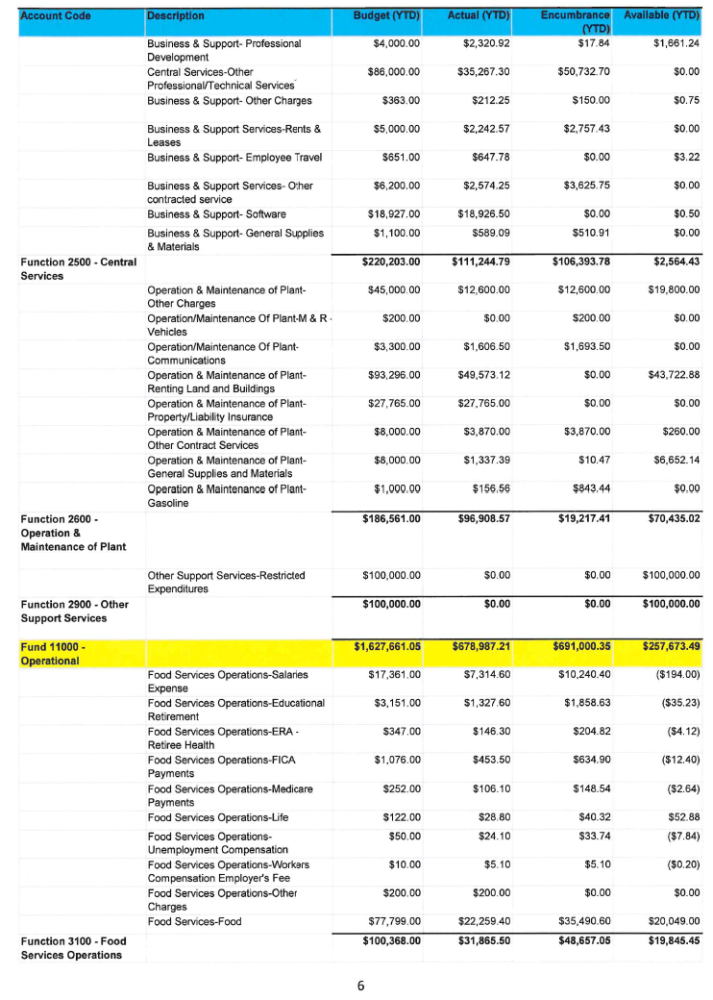 Account Code Description Budget (YTD) Actual (YTD) Encumbrance Available (YTD)
(YTD)
Business & Support- Professional $4,000.00 $2,320.92 $17.84 $1,661.24
Development
Central Services-Other $86,000.00 $35,267.30 $50,732.70 $0.00
Professional/Technical Services
Business & Support- Other Charges $363.00 $212.25 $150.00 $0.75
Business & Support Services-Rents & $5,000.00 $2,242.57 $2,757.43 $0.00
Leases
Business & Support- Employee Travel $651.00 $647.78 $0.00 $3.22
Business & Support Services- Other $6,200.00 $2,574.25 $3,625.75 $0.00
contracted service
Business & Support- Software $18,927.00 $18,926.50 $0.00 $0.50
Business & Support- General Supplies $1,100.00 $589.09 $510.91 $0.00
& Materials
Function 2500 - Central $220,203.00 $111,244.79 $106,393.78 $2,564.43
Services
Operation & Maintenance of Plant- $45,000.00 $12,600.00 $12,600.00 $19,800.00
Other Charges
Operation/Maintenance Of Plant-M & R - $200.00 $0.00 $200.00 $0.00
Vehicles
Operation/Maintenance Of Plant- $3,300.00 $1,606.50 $1,693.50 $0.00
Communications
Operation & Maintenance of Plant- $93,296.00 $49,573.12 $0.00 $43,722.88
Renting Land and Buildings
Operation & Maintenance of Plant- $27,765.00 $27,765.00 $0.00 $0.00
Property/Liability Insurance
Operation & Maintenance of Plant- $8,000.00 $3,870.00 $3,870.00 $260.00
Other Contract Services
Operation & Maintenance of Plant- $8,000.00 $1,337.39 $10.47 $6,652.14
General Supplies and Materials
Operation & Maintenance of Plant- $1,000.00 $156.56 $843.44 $0.00
Gasoline
Function 2600 - $186,561.00 $96,908.57 $19,217.41 $70,435.02
Operation &
Maintenance of Plant
Other Support Services-Restricted $100,000.00 $0.00 $0.00 $100,000.00
Expenditures
Function 2900 - Other $100,000.00 $0.00 $0.00 $100,000.00
Support Services
Fund 11000 - $1,627,661.05 $678,987.21 $691,000.35 $257,673.49
Operational
Food Services Operations-Salaries $17,361.00 $7,314.60 $10,240.40 ($194.00)
Expense
Food Services Operations-Educational $3,151.00 $1,327.60 $1,858.63 ($35.23)
Retirement
Food Services Operations-ERA - $347.00 $146.30 $204.82 ($4.12)
Retiree Health
Food Services Operations-FICA $1,076.00 $453.50 $634.90 ($12.40)
Payments
Food Services Operations-Medicare $252.00 $106.10 $148.54 ($2.64)
Payments
Food Services Operations-Life $122.00 $28.80 $40.32 $52.88
Food Services Operations- $50.00 $24.10 $33.74 ($7.84)
Unemployment Compensation
Food Services Operations-Workers $10.00 $5.10 $5.10 ($0.20)
Compensation Employer's Fee
Food Services Operations-Other $200.00 $200.00 $0.00 $0.00
Charges
Food Services-Food $77,799.00 $22,259.40 $35,490.60 $20,049.00
Function 3100 - Food $100,368.00 $31,865.50 $48,657.05 $19,845.45
Services Operations
6